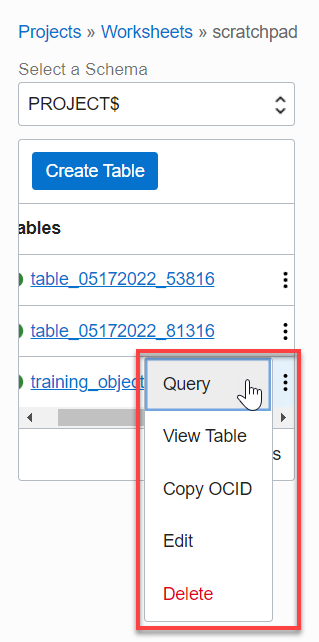 Projects » Worksheets » scratchpad
Select a Schema
PROJECT$
Create Table
ables
table_05172022_53816
table_05172022_81316
training_object
Query
View Table
s
Copy OCID
Edit
Delete